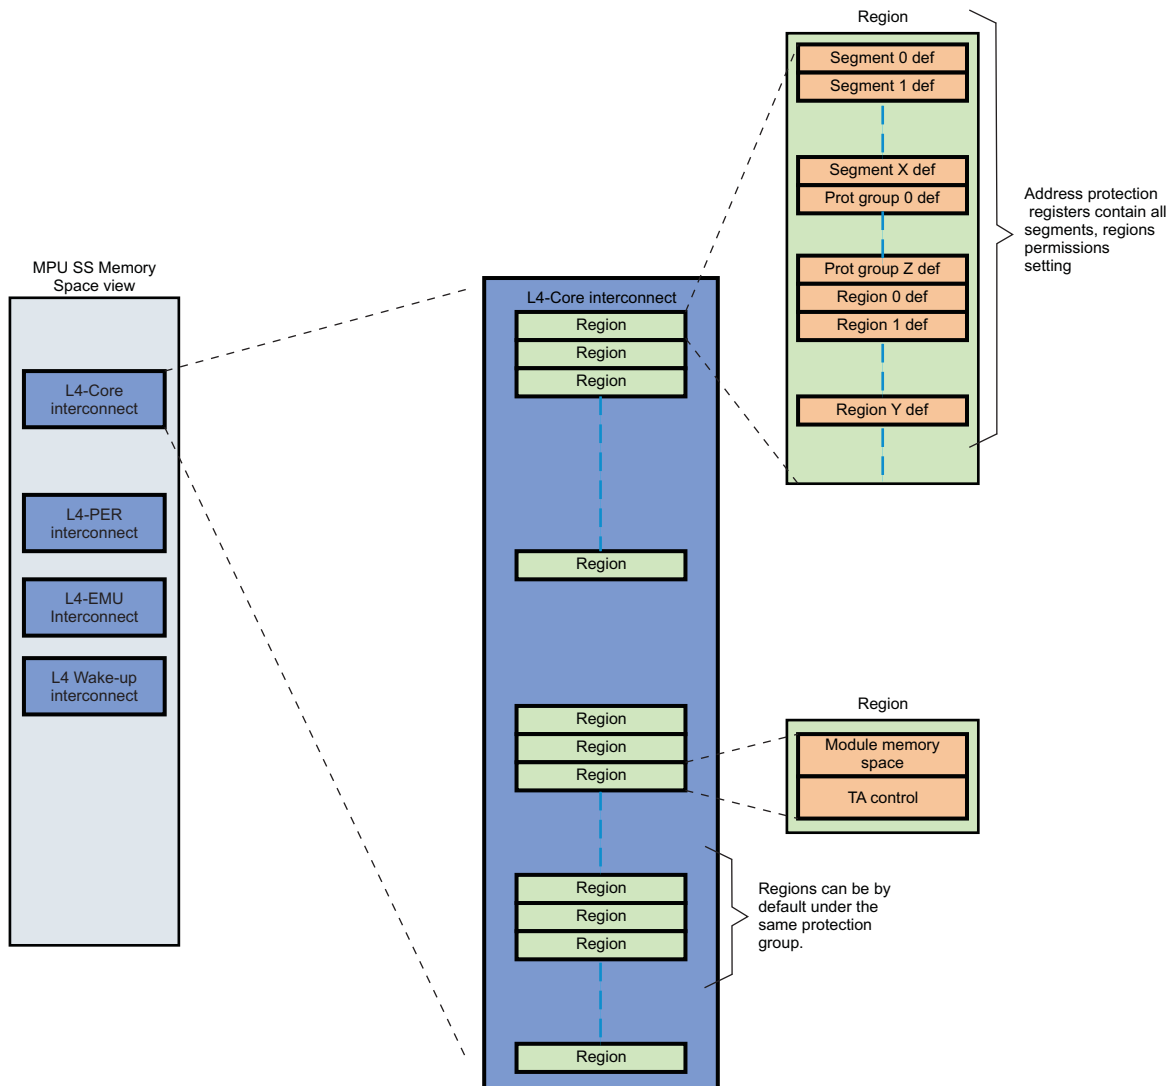 MPU SS Memory
Space view
L4-Core
interconnect
L4-PER
interconnect
L4-EMU
Interconnect
L4 Wake-up
interconnect
L4-Core interconnect
Region
Region
Region
Region
Region
Region
Region
Region
Region
Region
Region
Region
Segment 0 def
Segment 1 def
Segment X def
Prot group 0 def
Prot group Z def
Region 0 def
Region 1 def
Region Y def
Address protection
registers contain all
segments, regions
permissions
setting
Region
Module memory
space
TA control
Regions can be by
default under the
same protection
group.